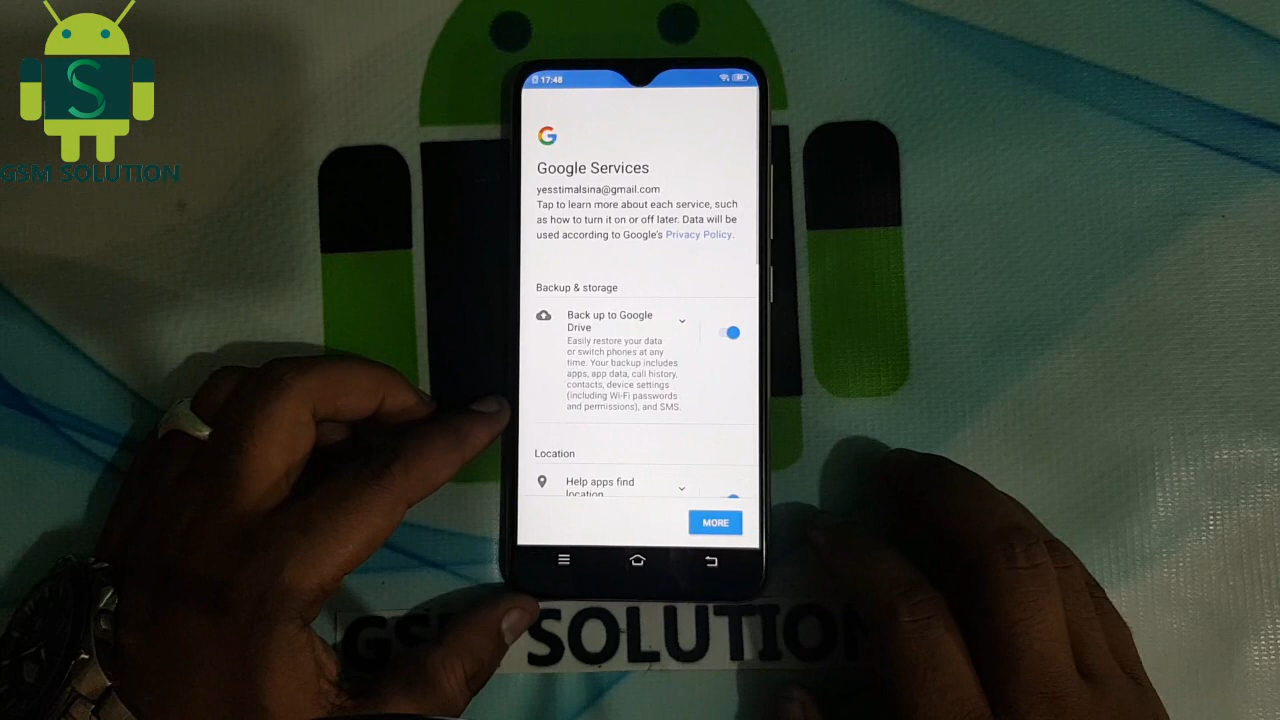 S
GSM SOLUTION
17:48
G
Google Services
yesstimalsina@gmail.com
Tap to learn more about each service, such
as how to turn it on or off later. Data will be
used according to Google's Privacy Policy.
Backup & storage
Back up to Google
Drive
Easily restore your data
or switch phones at any
time. Your backup includes
apps, app data, call history,
contacts, device settings
(including Wi-Fi passwords
and permissions), and SMS.
Location
Help apps find
location
MORE
GSM SOLUTION